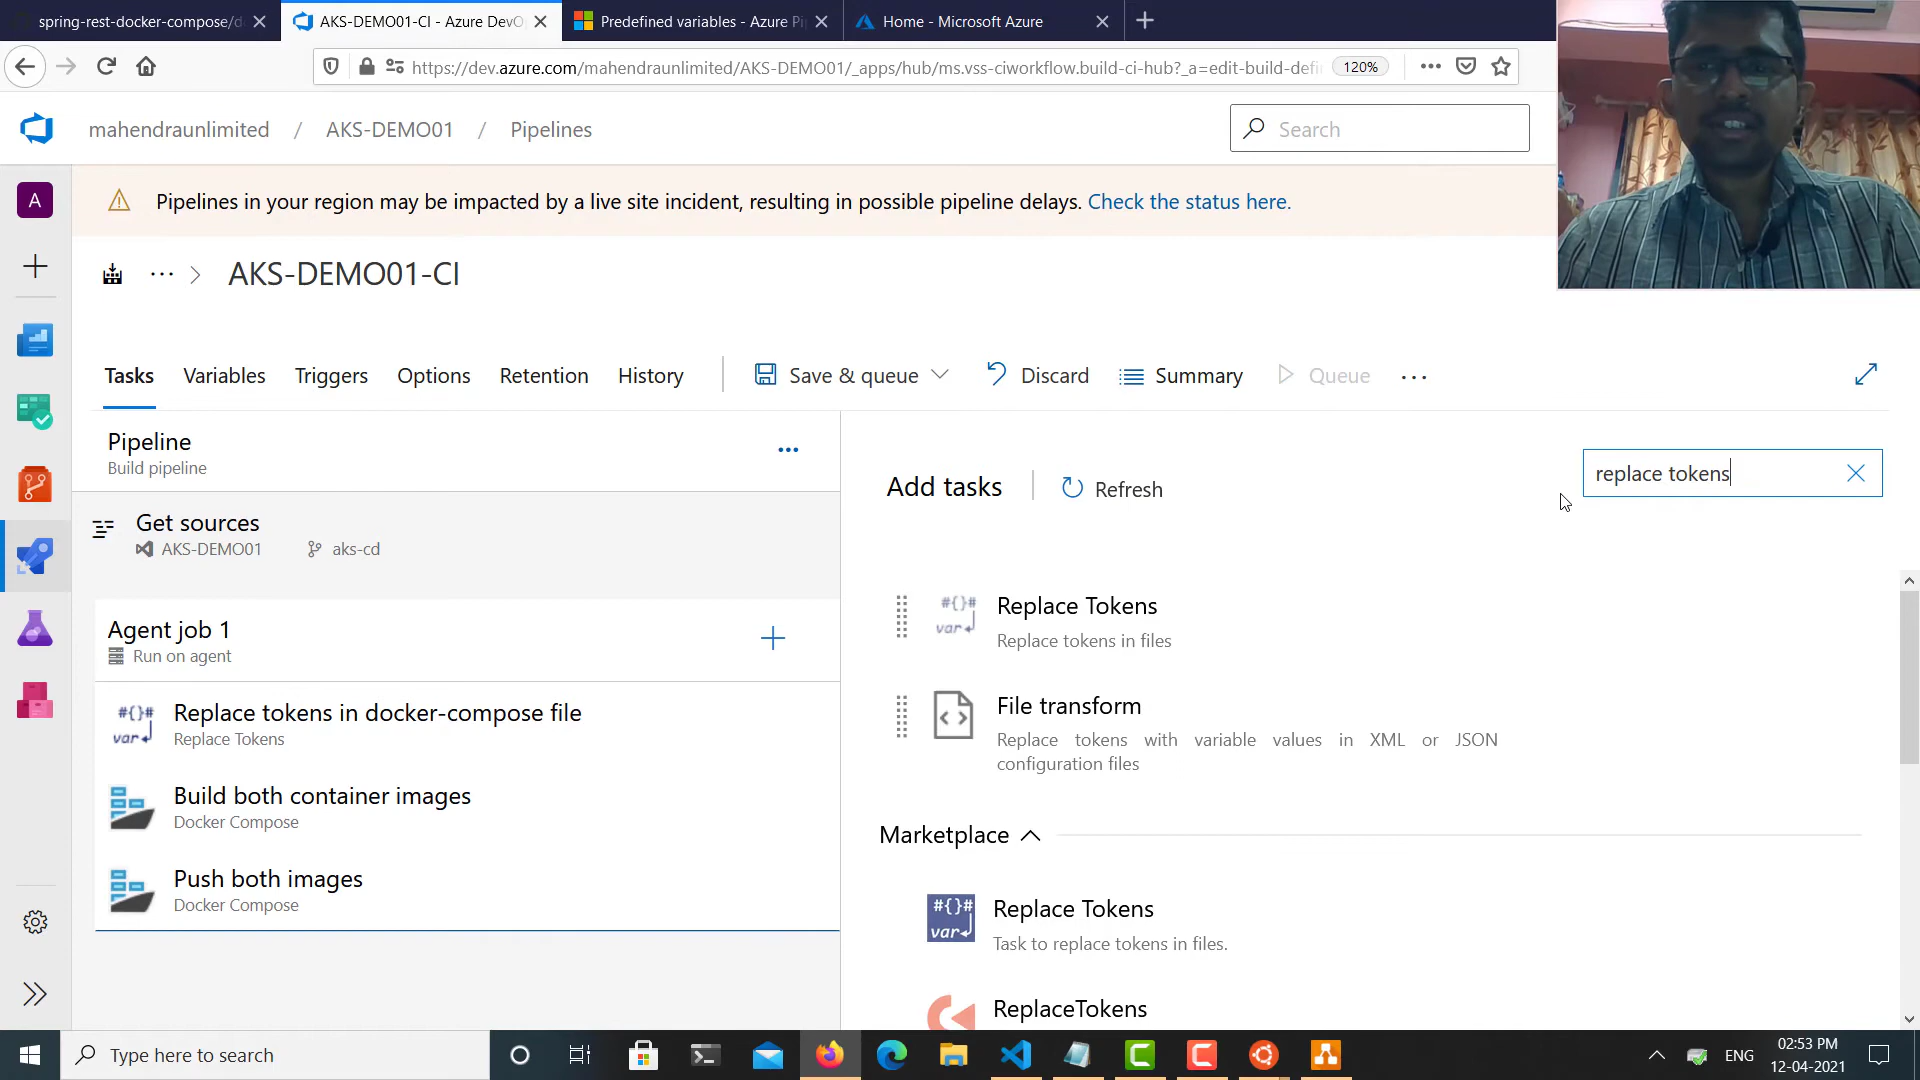 spring-rest-docker-compose/d
AKS-DEMO01-CI - Azure DevO
Predefined variables - Azure Pi
Home - Microsoft Azure
https://dev.azure.com/mahendraunlimited/AKS-DEMO01/_apps/hub/ms.vss-ciworkflow.build-ci-hub?_a=edit-build-defi
120%
mahendraunlimited / AKS-DEMO01 / Pipelines
Search
A
Pipelines in your region may be impacted by a live site incident, resulting in possible pipeline delays. Check the status here.
... > AKS-DEMO01-CI
Tasks Variables Triggers Options Retention History Save & queue Discard Summary Queue ...
Pipeline
Build pipeline
...
Get sources
AKS-DEMO01 aks-cd
Agent job 1
Run on agent
#{}#
var
Replace tokens in docker-compose file
Replace Tokens
Build both container images
Docker Compose
Push both images
Docker Compose
Add tasks
Refresh
replace tokens
#{}#
var
Replace Tokens
Replace tokens in files
File transform
Replace tokens with variable values in XML or JSON
configuration files
Marketplace
#{}#
var
Replace Tokens
Task to replace tokens in files.
ReplaceTokens
Type here to search
ENG
02:53 PM
12-04-2021